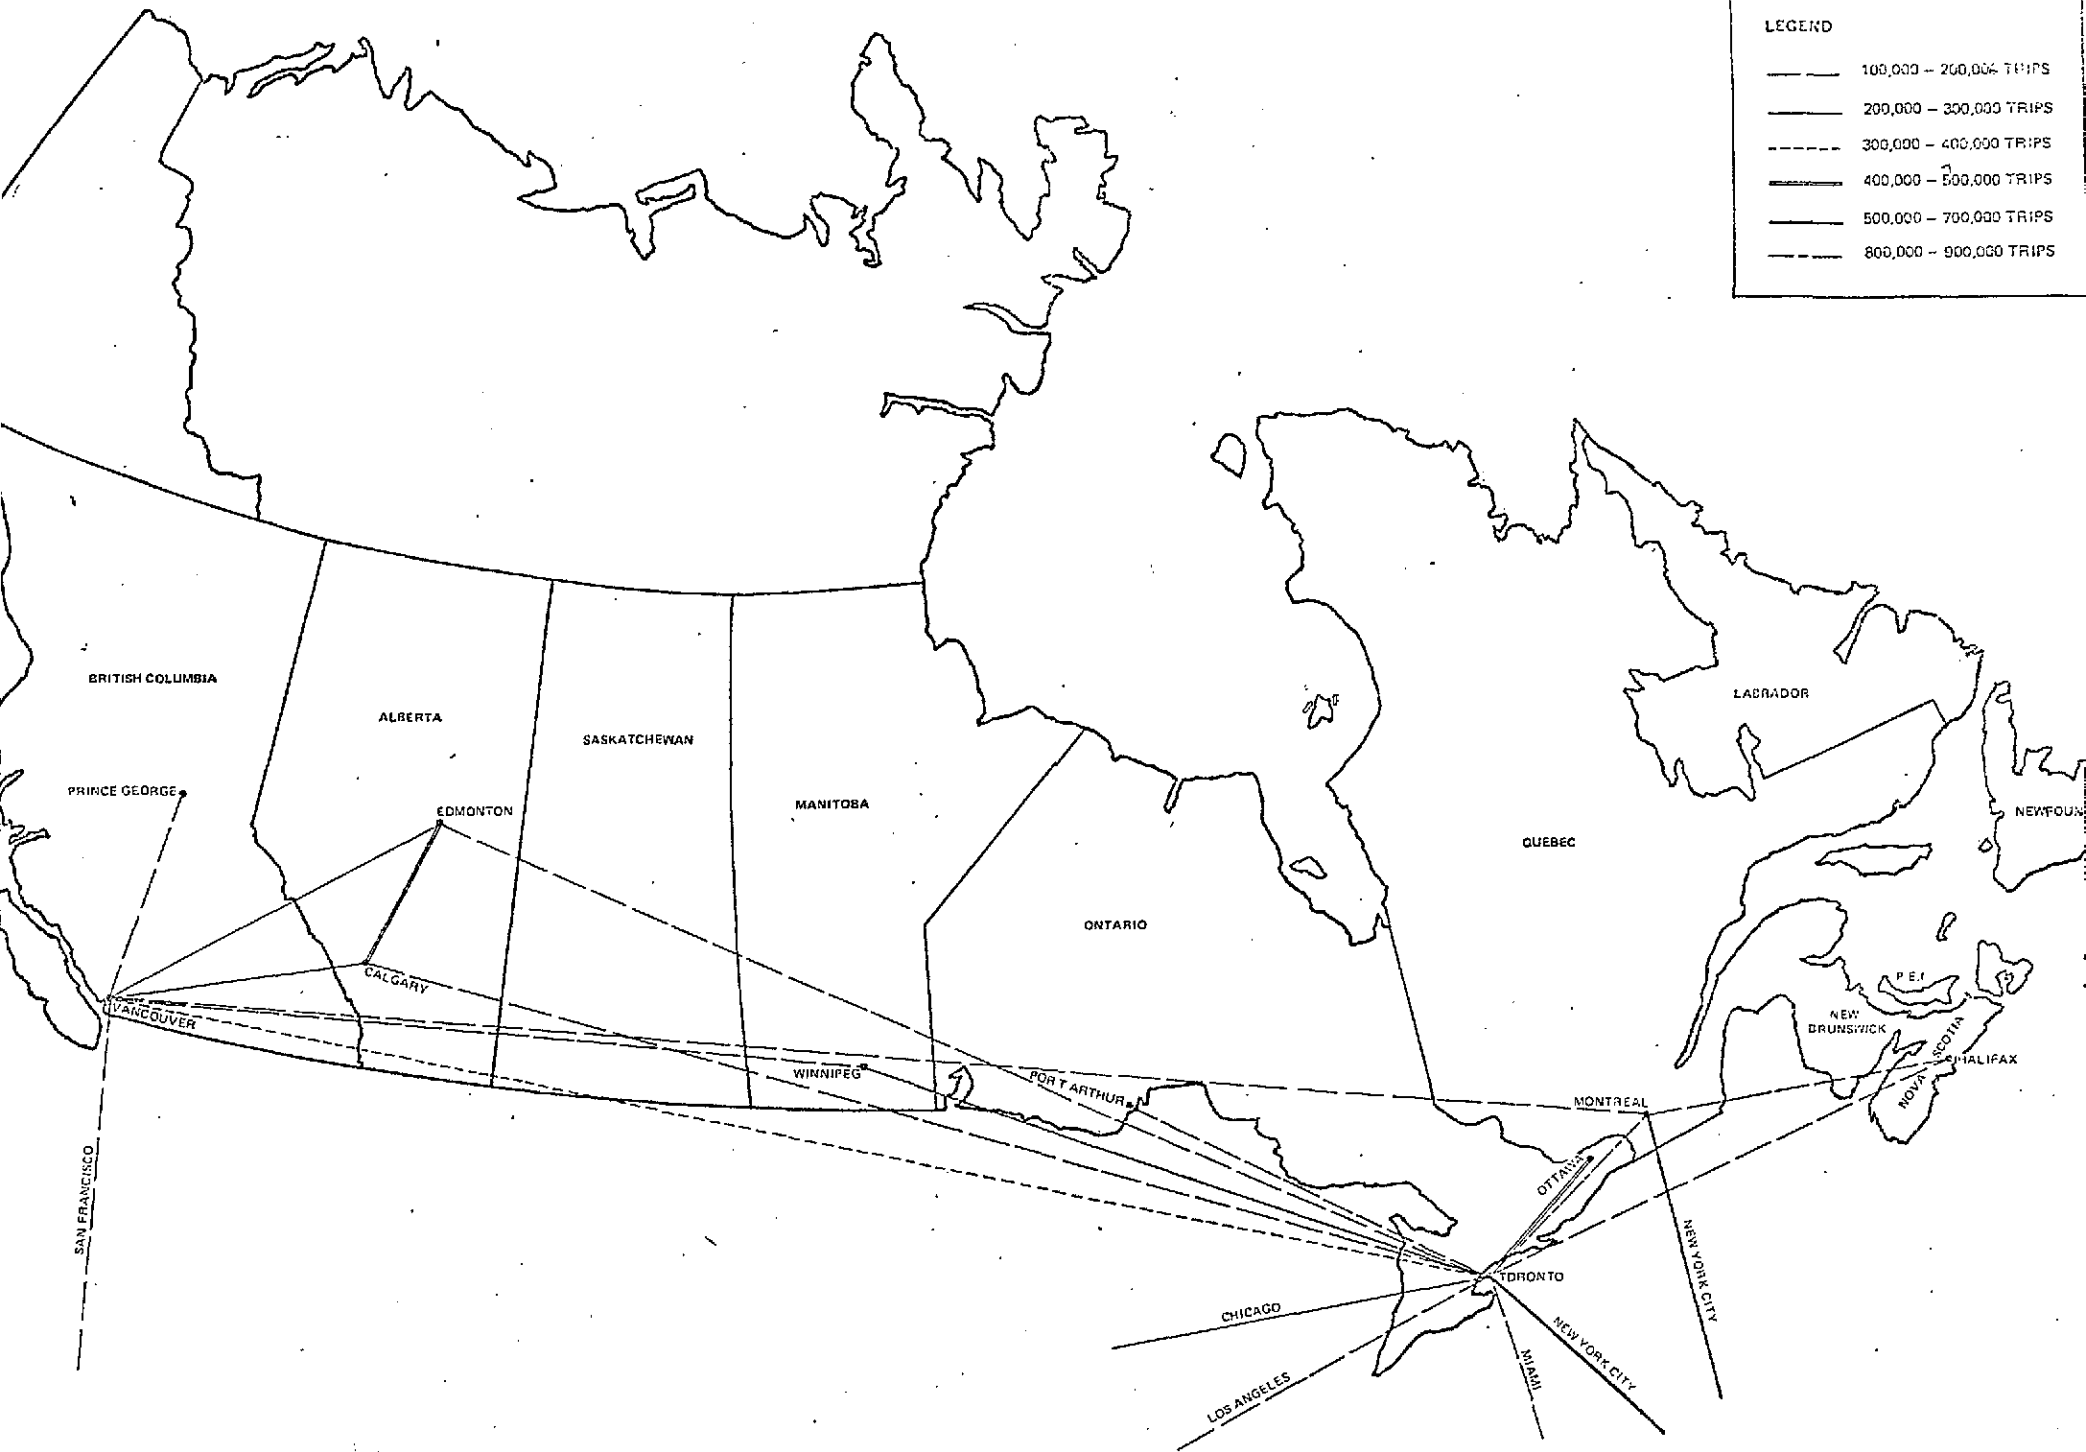 LEGEND
100,000 – 200,000 TRIPS
200,000 – 300,000 TRIPS
300,000 – 400,000 TRIPS
400,000 – 500,000 TRIPS
500,000 – 700,000 TRIPS
800,000 – 900,000 TRIPS
BRITISH COLUMBIA
ALBERTA
SASKATCHEWAN
LABRADOR
PRINCE GEORGE
EDMONTON
MANITOBA
NEWFOUN
QUEBEC
ONTARIO
CALGARY
P.E.I
VANCOUVER
NEW
BRUNSWICK
NOVA SCOTIA
HALIFAX
WINNIPEG
PORT ARTHUR
MONTREAL
OTTAWA
SAN FRANCISCO
TORONTO
CHICAGO
NEW YORK CITY
NEW YORK CITY
MIAMI
LOS ANGELES